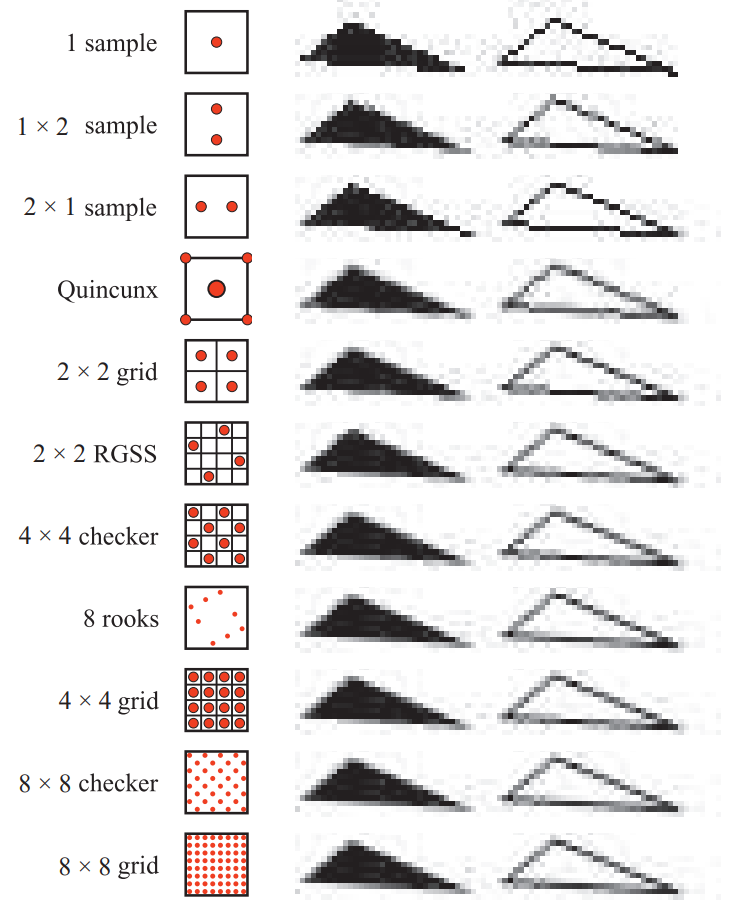 1 sample
1 × 2 sample
2 × 1 sample
Quincunx
2 × 2 grid
2 × 2 RGSS
4 × 4 checker
8 rooks
4 × 4 grid
8 × 8 checker
8 × 8 grid